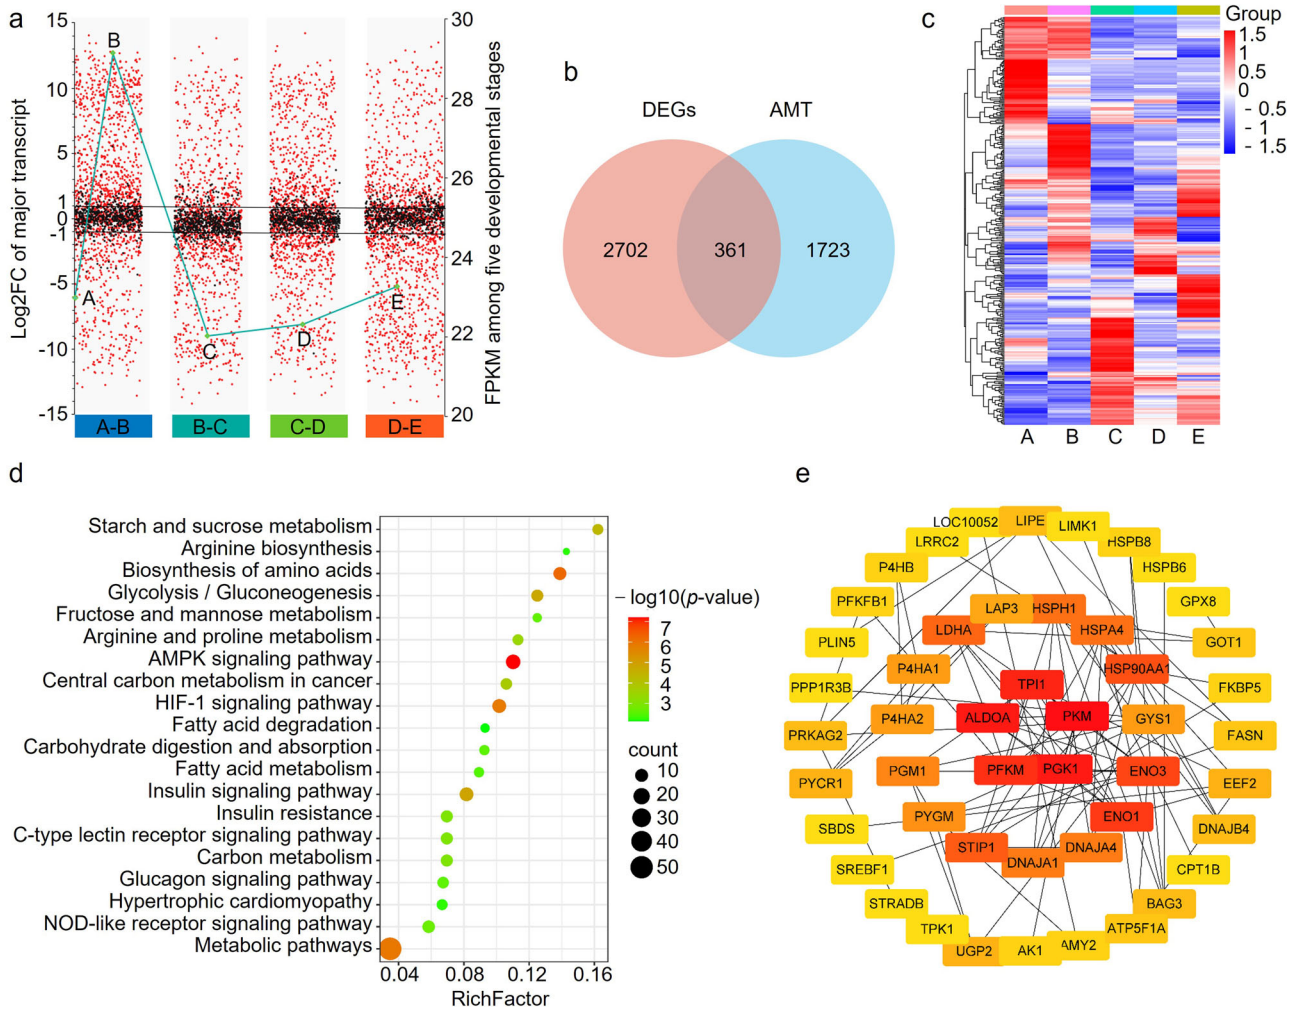 a
Log2FC of major transcript
15
10
5
1
0
-1
-5
-10
-15
A
B
C
D
E
A-B
B-C
C-D
D-E
30
28
26
24
22
20
FPKM among five developmental stages
b
DEGs
AMT
2702
361
1723
c
Group
1.5
0.5
0
- 0.5
- 1
- 1.5
A
B
C
D
E
d
Starch and sucrose metabolism
Arginine biosynthesis
Biosynthesis of amino acids
Glycolysis / Gluconeogenesis
Fructose and mannose metabolism
Arginine and proline metabolism
AMPK signaling pathway
Central carbon metabolism in cancer
HIF-1 signaling pathway
Fatty acid degradation
Carbohydrate digestion and absorption
Fatty acid metabolism
Insulin signaling pathway
Insulin resistance
C-type lectin receptor signaling pathway
Carbon metabolism
Glucagon signaling pathway
Hypertrophic cardiomyopathy
NOD-like receptor signaling pathway
Metabolic pathways
0.04
0.08
0.12
0.16
RichFactor
– log10(p-value)
7
6
5
4
3
count
10
20
30
40
50
e
LOC10052
LIPE
LIMK1
LRRC2
HSPB8
P4HB
HSPB6
PFKFB1
LAP3
HSPH1
GPX8
PLIN5
LDHA
HSPA4
GOT1
P4HA1
HSP90AA1
PPP1R3B
TPI1
FKBP5
PRKAG2
P4HA2
ALDOA
PKM
GYS1
FASN
PYCR1
PGM1
PFKM
PGK1
ENO3
EEF2
SBDS
PYGM
ENO1
DNAJB4
SREBF1
STIP1
DNAJA1
DNAJA4
CPT1B
STRADB
BAG3
TPK1
ATP5F1A
UGP2
AK1
AMY2